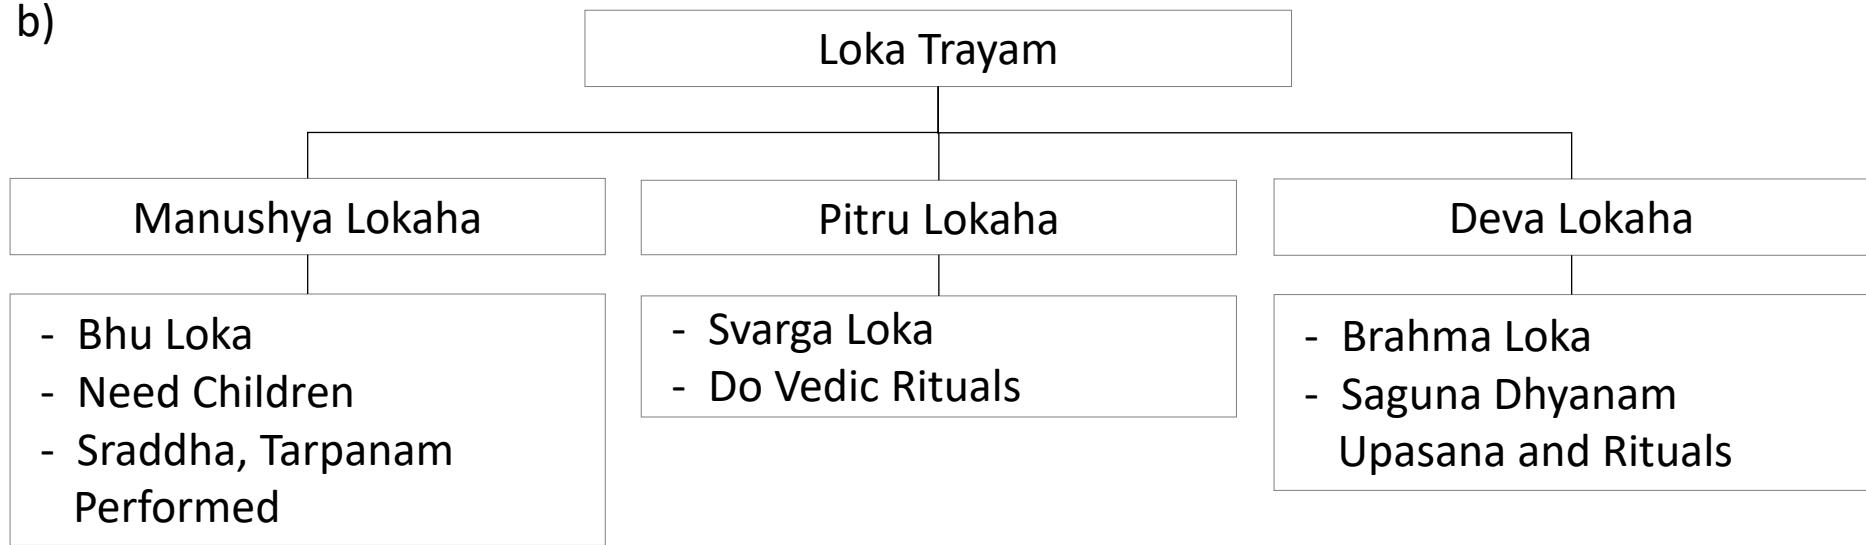 b)
Loka Trayam
Manushya Lokaha
Pitru Lokaha
Deva Lokaha
- Bhu Loka
- Need Children
- Sraddha, Tarpanam
Performed
- Svarga Loka
- Do Vedic Rituals
- Brahma Loka
- Saguna Dhyanam
Upasana and Rituals